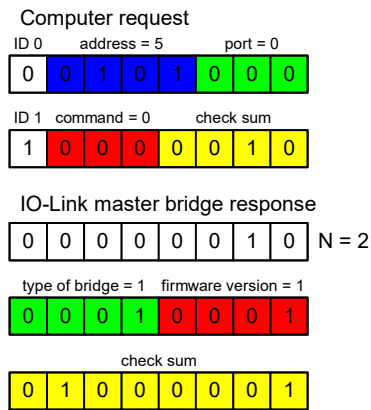 Computer request
ID 0 address = 5 port = 0
0 0 1 0 1 0 0 0
ID 1 command = 0 check sum
1 0 0 0 0 0 1 0
IO-Link master bridge response
0 0 0 0 0 0 1 0 N = 2
type of bridge = 1 firmware version = 1
0 0 0 1 0 0 0 1
check sum
0 1 0 0 0 0 0 1